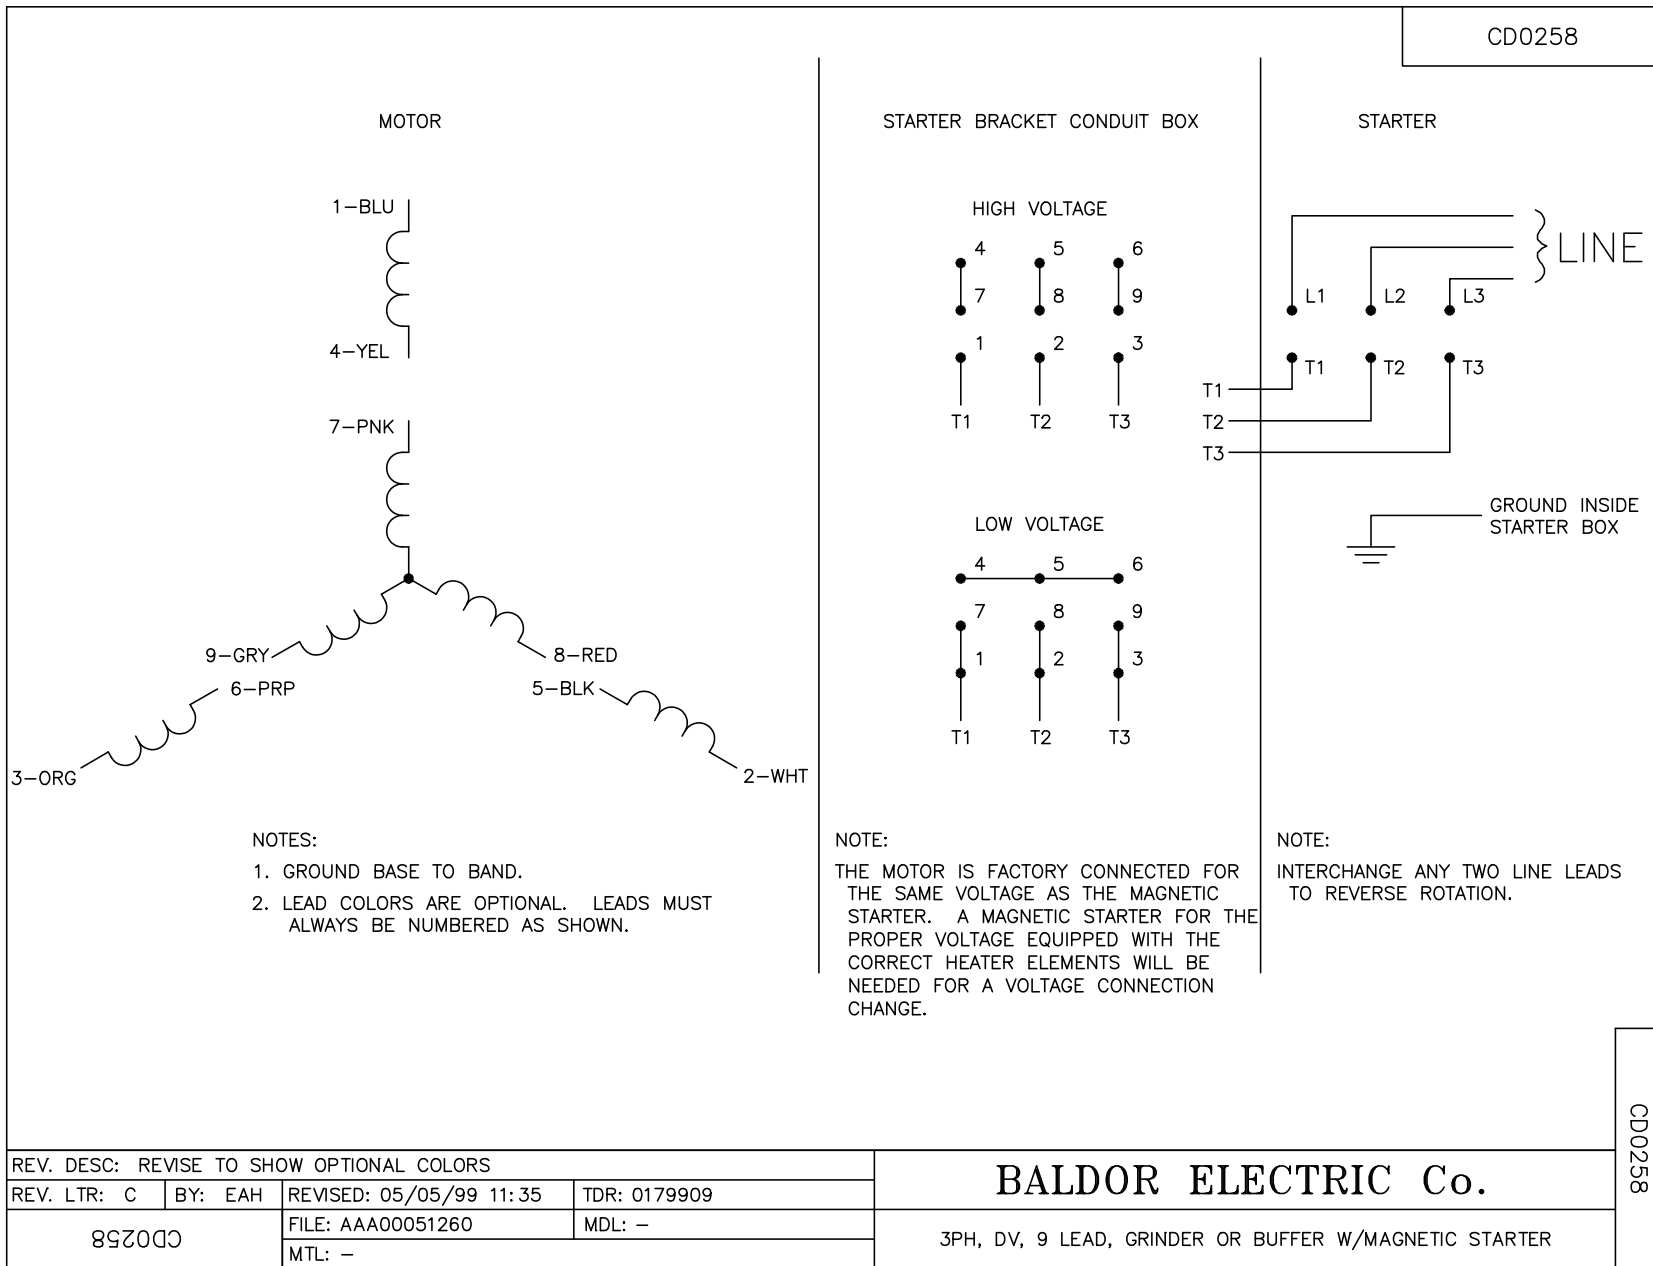 CD0258
MOTOR
1-BLU
4-YEL
7-PNK
9-GRY
8-RED
6-PRP
5-BLK
3-ORG
2-WHT
NOTES:
1. GROUND BASE TO BAND.
2. LEAD COLORS ARE OPTIONAL. LEADS MUST
ALWAYS BE NUMBERED AS SHOWN.
STARTER BRACKET CONDUIT BOX
HIGH VOLTAGE
4 5 6
7 8 9
1 2 3
T1 T2 T3
LOW VOLTAGE
4 5 6
7 8 9
1 2 3
T1 T2 T3
NOTE:
THE MOTOR IS FACTORY CONNECTED FOR
THE SAME VOLTAGE AS THE MAGNETIC
STARTER. A MAGNETIC STARTER FOR THE
PROPER VOLTAGE EQUIPPED WITH THE
CORRECT HEATER ELEMENTS WILL BE
NEEDED FOR A VOLTAGE CONNECTION
CHANGE.
STARTER
LINE
L1 L2 L3
T1 T2 T3
T1
T2
T3
GROUND INSIDE
STARTER BOX
NOTE:
INTERCHANGE ANY TWO LINE LEADS
TO REVERSE ROTATION.
CD0258
REV. DESC: REVISE TO SHOW OPTIONAL COLORS
REV. LTR: C BY: EAH REVISED: 05/05/99 11:35 TDR: 0179909
CD0258
FILE: AAA00051260 MDL: -
MTL: -
BALDOR ELECTRIC Co.
3PH, DV, 9 LEAD, GRINDER OR BUFFER W/MAGNETIC STARTER